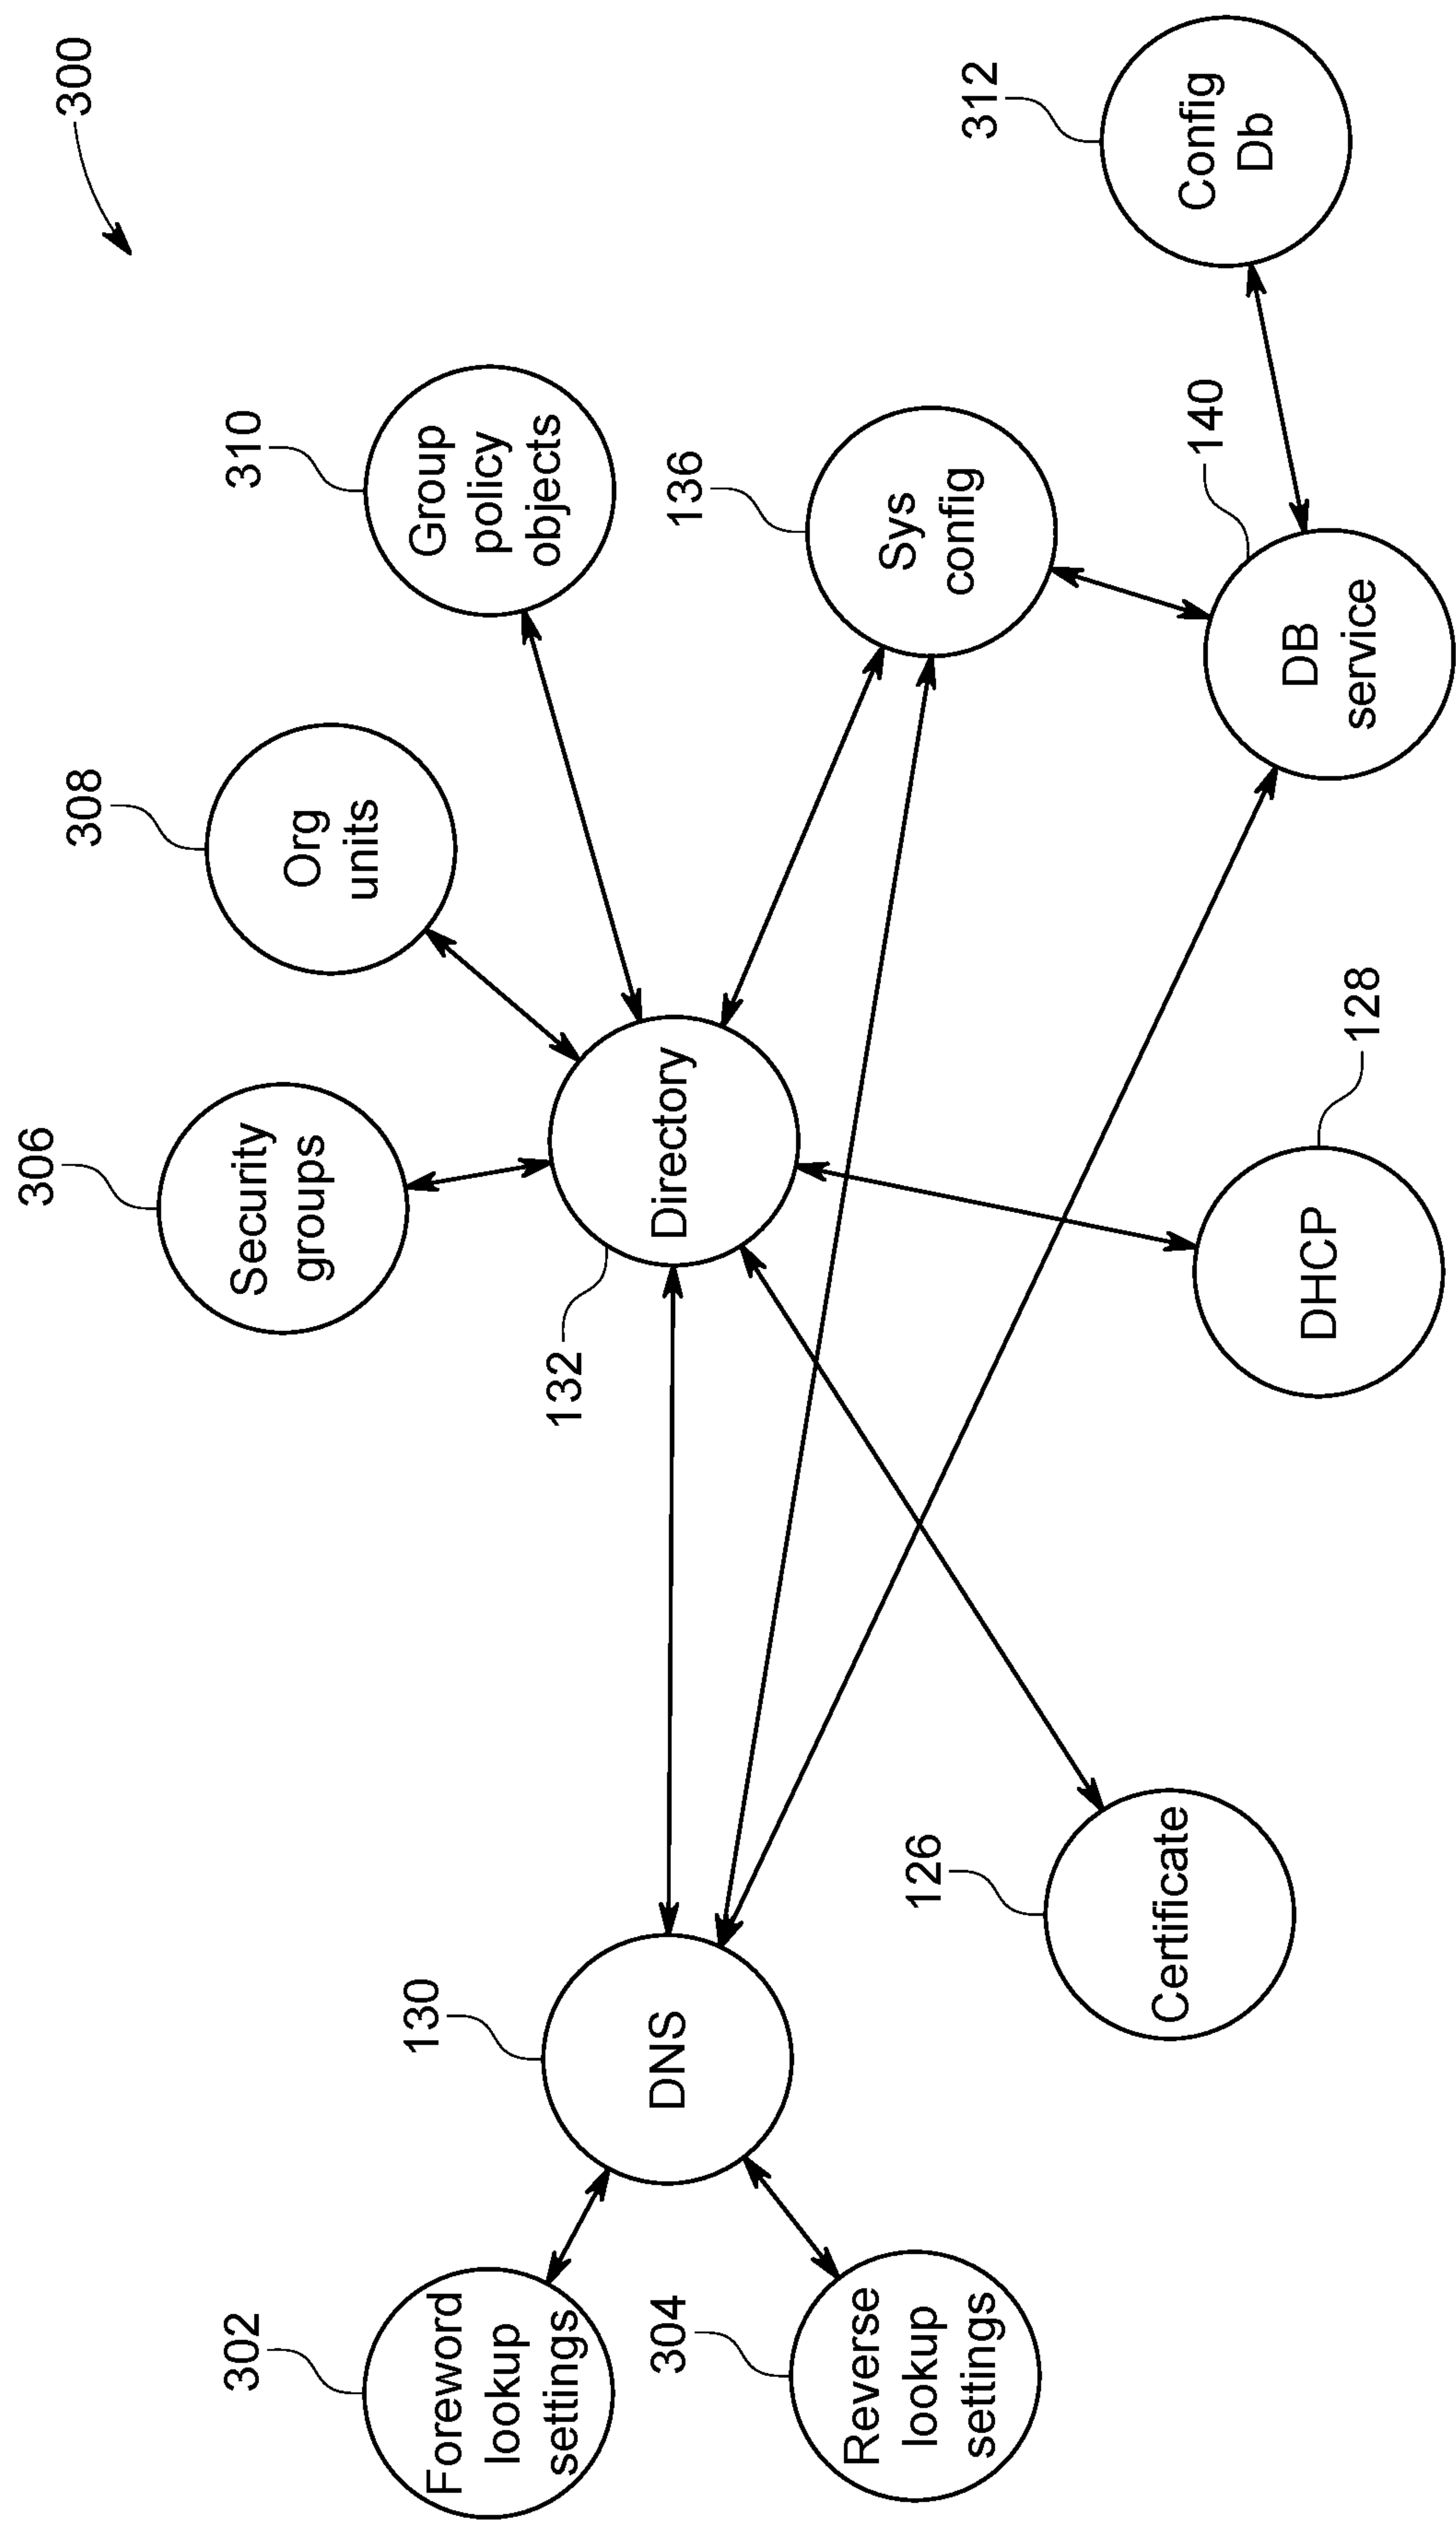 300
306
Security
groups
308
Org
units
310
Group
policy
objects
302
Foreword
lookup
settings
130
DNS
132
Directory
136
Sys
config
312
Config
Db
304
Reverse
lookup
settings
126
Certificate
128
DHCP
140
DB
service